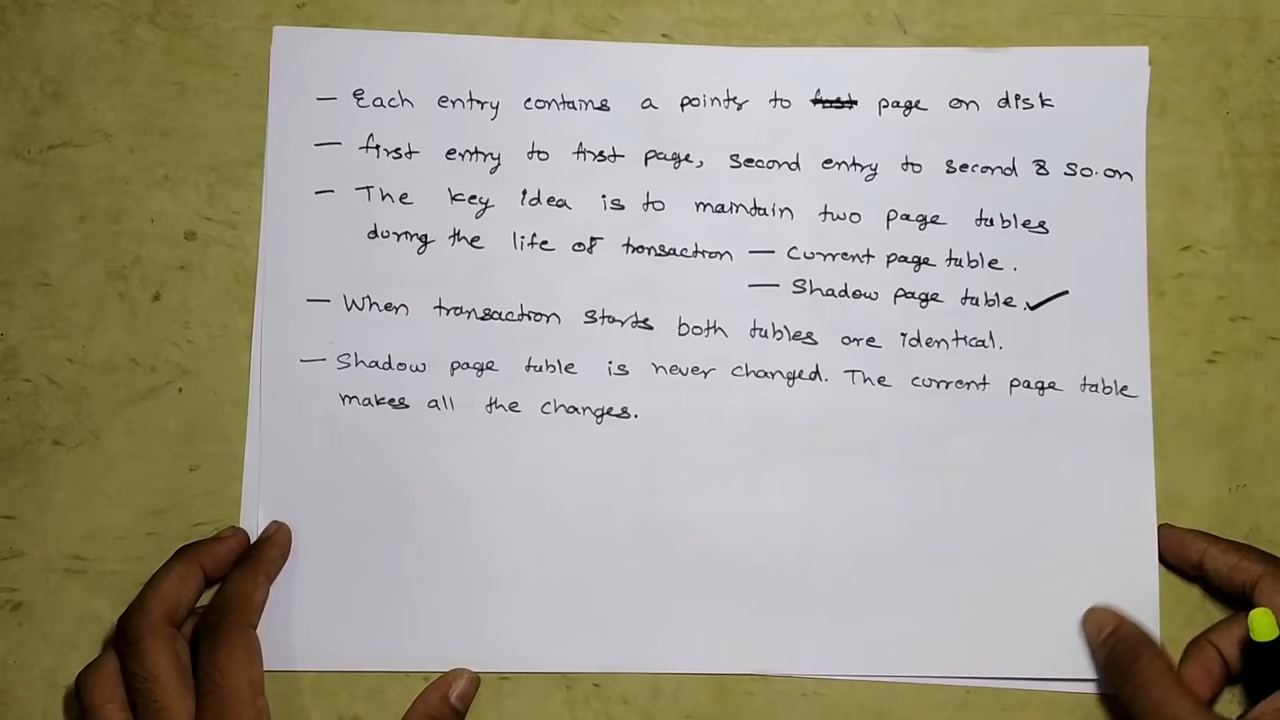 — Each entry contains a pointer to page on disk
— first entry to first page, second entry to second & so.on
— The key idea is to maintain two page tables
during the life of transaction — Current page table.
— Shadow page table.✓
— When transaction starts both tables are identical.
— Shadow page table is never changed. The current page table
makes all the changes.